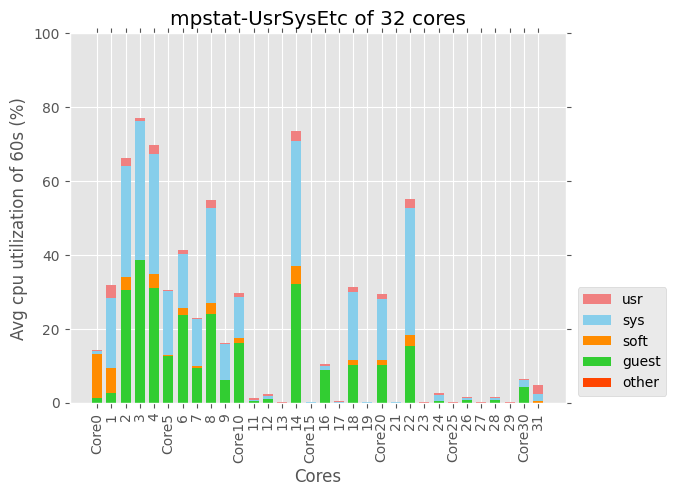 mpstat-UsrSysEtc of 32 cores
Avg cpu utilization of 60s (%)
100
80
60
40
20
0
Core0
1
2
3
4
Core5
6
7
8
9
Core10
11
12
13
14
Core15
16
17
18
19
Core20
21
22
23
24
Core25
26
27
28
29
Core30
31
Cores
usr
sys
soft
guest
other